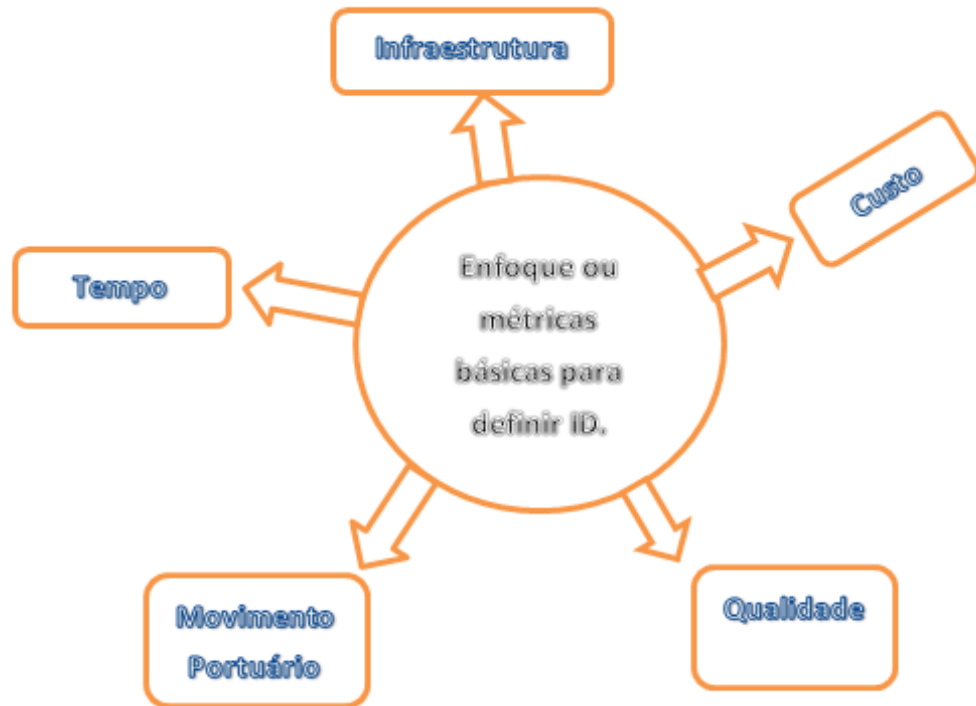 Infraestrutura
Custo
Tempo
Enfoque ou
métricas
básicas para
definir ID.
Movimento
Portuário
Qualidade